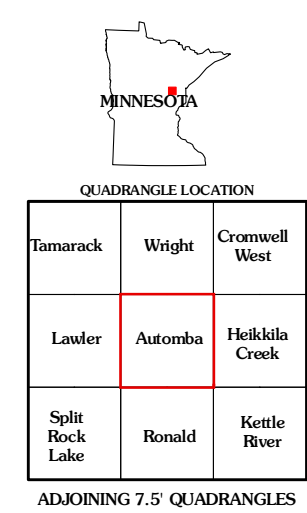 MINNESOTA
QUADRANGLE LOCATION
Tamarack
Wright
Cromwell
West
Lawler
Automba
Heikkila
Creek
Split
Rock
Lake
Ronald
Kettle
River
ADJOINING 7.5' QUADRANGLES